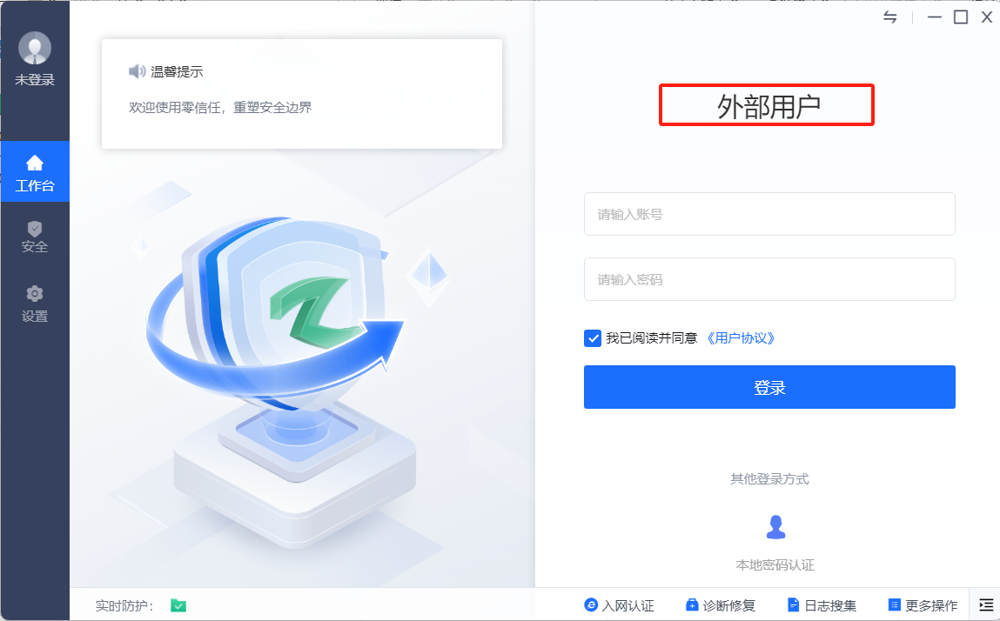 未登录
工作台
安全
设置
温馨提示
欢迎使用零信任，重塑安全边界
外部用户
请输入账号
请输入密码
我已阅读并同意 《用户协议》
登录
其他登录方式
本地密码认证
实时防护：
入网认证 诊断修复 日志搜集 更多操作